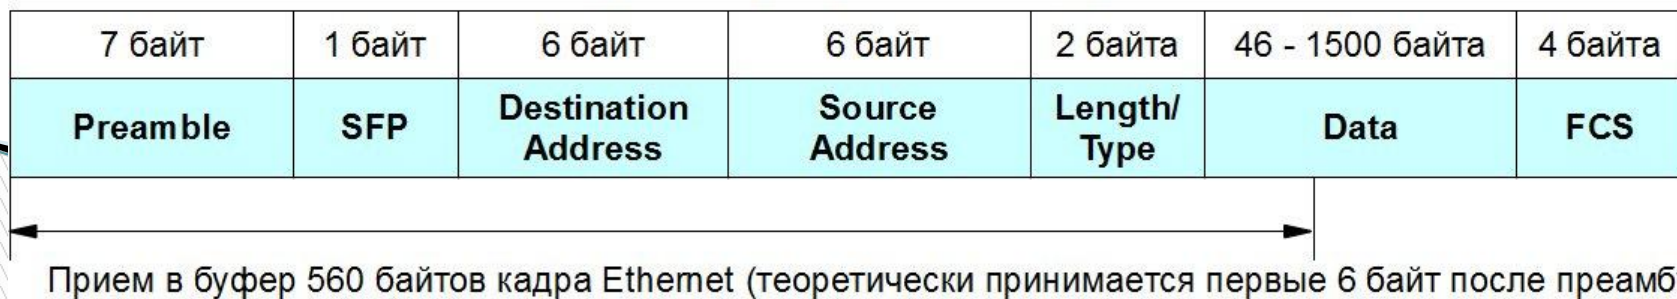 7 байт 1 байт 6 байт 6 байт 2 байта 46 - 1500 байта 4 байта
Preamble SFP Destination Address Source Address Length/ Type Data FCS
Прием в буфер 560 байтов кадра Ethernet (теоретически принимается первые 6 байт после преамб